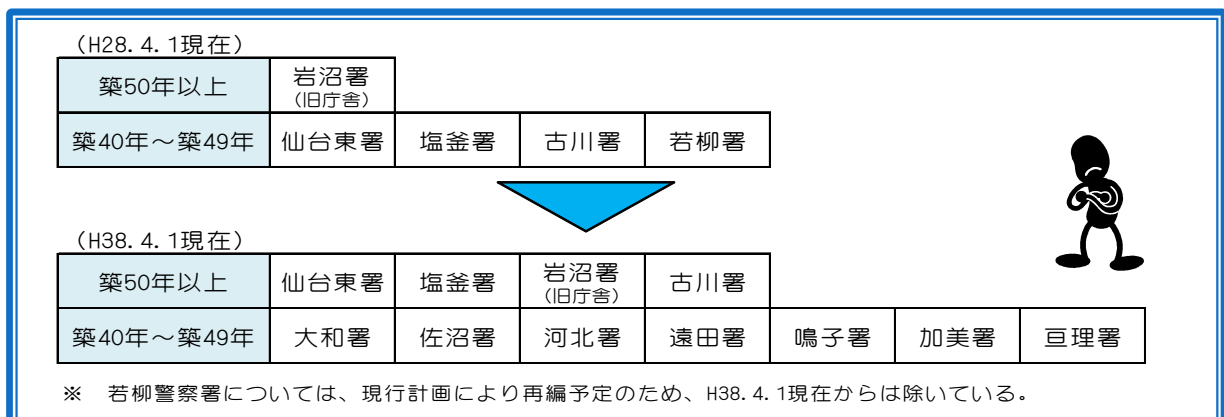 （H28.4.1現在）
築50年以上 岩沼署
（旧庁舎）
築40年～築49年 仙台東署 塩釜署 古川署 若柳署
（H38.4.1現在）
築50年以上 仙台東署 塩釜署 岩沼署 古川署
（旧庁舎）
築40年～築49年 大和署 佐沼署 河北署 遠田署 鳴子署 加美署 亘理署
※　若柳警察署については、現行計画により再編予定のため、H38.4.1現在からは除いている。